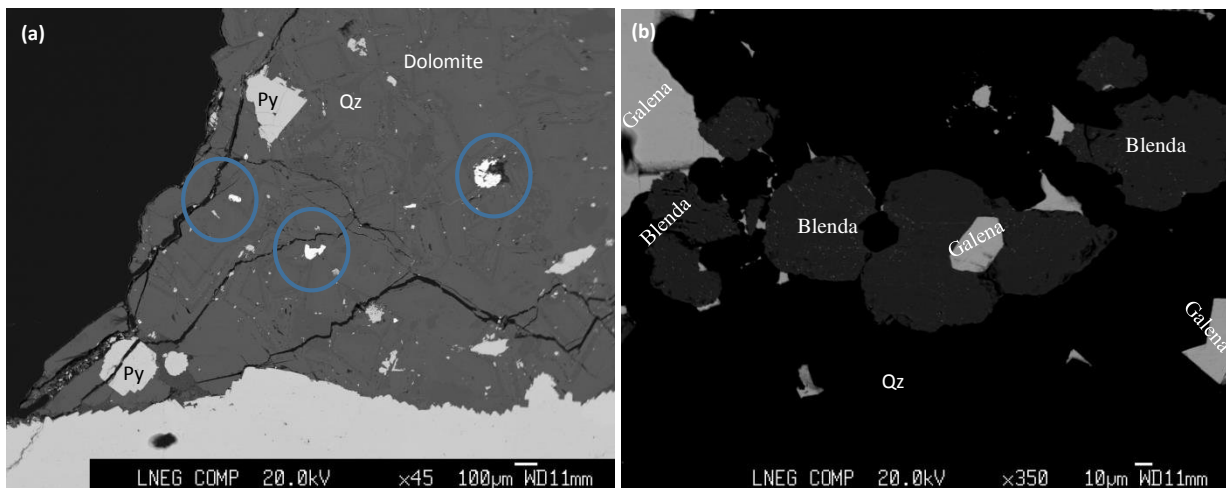 (a)
Dolomite
Py
Qz
Py
LNEG COMP 20.0kV ×45 100µm WD11mm
(b)
Galena
Blenda
Blenda
Blenda
Galena
Galena
Qz
LNEG COMP 20.0kV ×350 10µm WD11mm